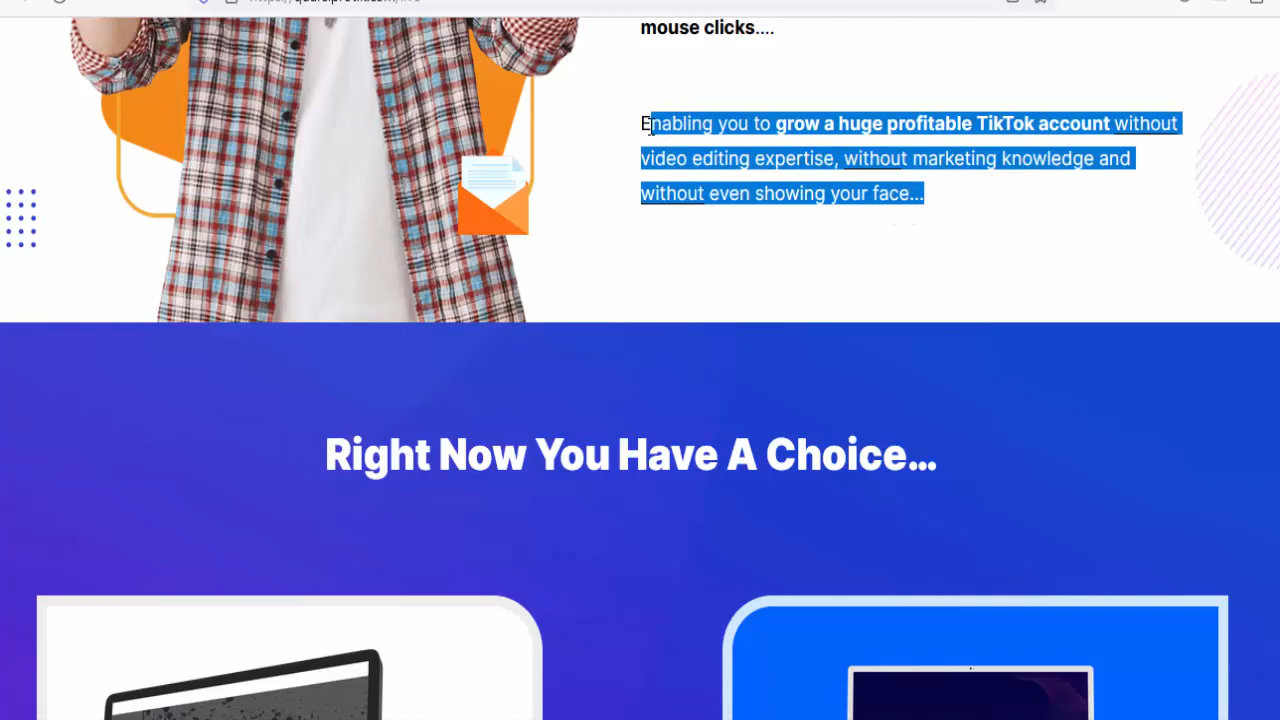 mouse clicks....
Enabling you to grow a huge profitable TikTok account without
video editing expertise, without marketing knowledge and
without even showing your face...
Right Now You Have A Choice...